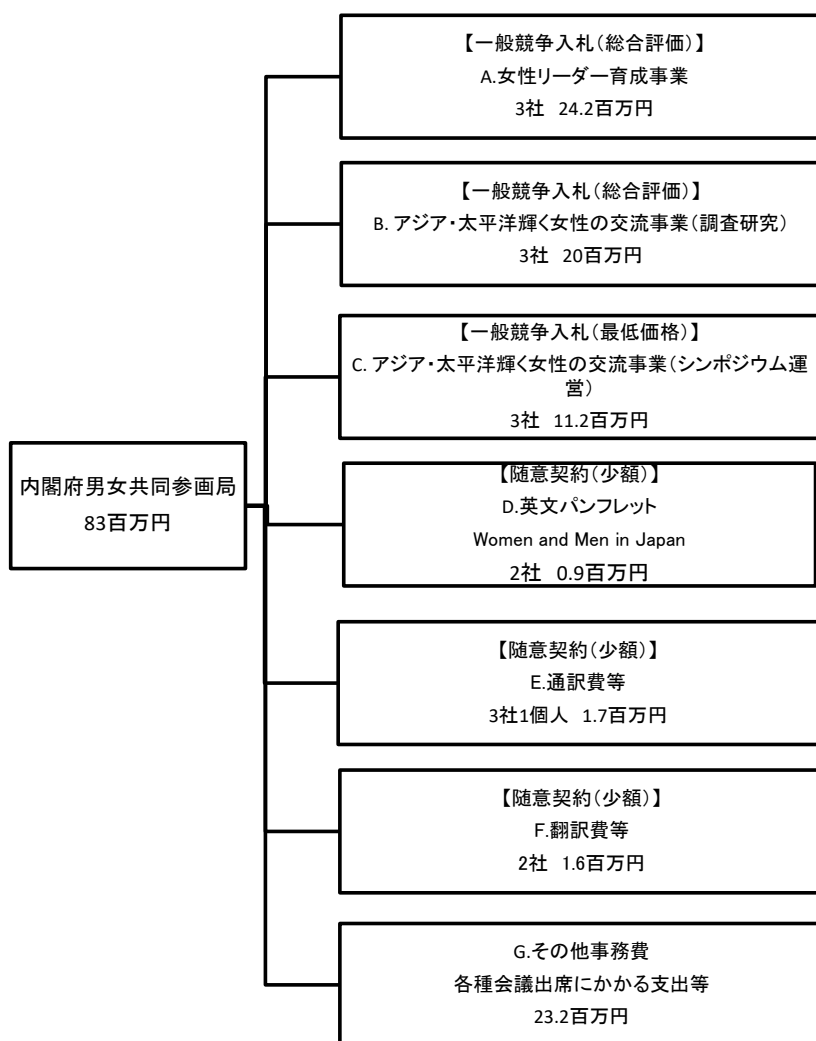 【一般競争入札（総合評価）】
A.女性リーダー育成事業
3社 24.2百万円
【一般競争入札（総合評価）】
B. アジア・太平洋輝く女性の交流事業（調査研究）
3社 20百万円
【一般競争入札（最低価格）】
C. アジア・太平洋輝く女性の交流事業（シンポジウム運
営）
3社 11.2百万円
内閣府男女共同参画局
83百万円
【随意契約（少額）】
D.英文パンフレット
Women and Men in Japan
2社 0.9百万円
【随意契約（少額）】
E.通訳費等
3社1個人 1.7百万円
【随意契約（少額）】
F.翻訳費等
2社 1.6百万円
G.その他事務費
各種会議出席にかかる支出等
23.2百万円